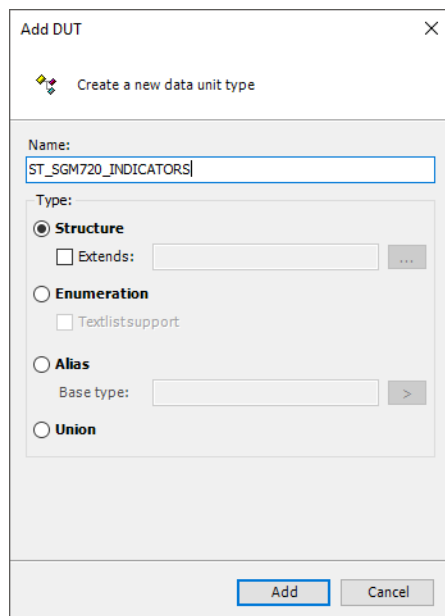 Add DUT
Create a new data unit type
Name:
ST_SGM720_INDICATORS
Type:
Structure
Extends:
...
Enumeration
Textlist support
Alias
Base type:
>
Union
Add
Cancel